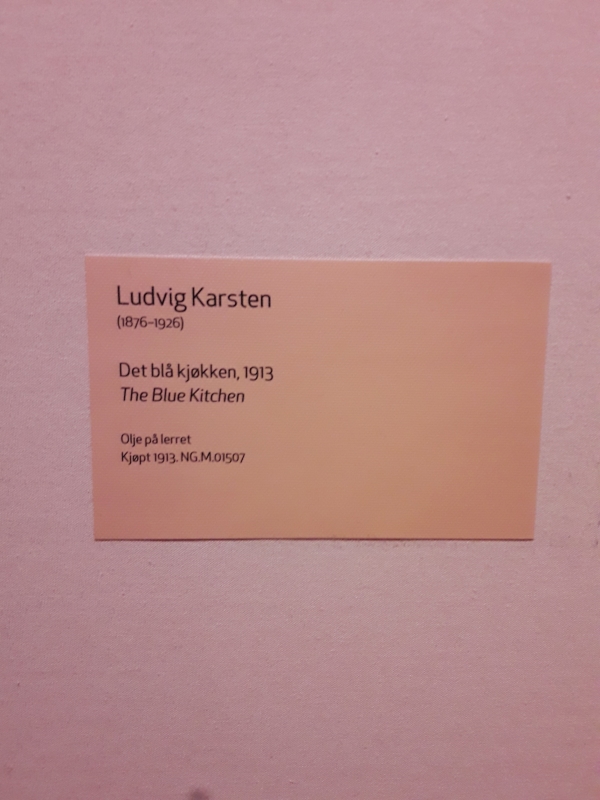 Ludvig Karsten
(1876–1926)
Det blå kjøkken, 1913
The Blue Kitchen
Olje på lerret
Kjøpt 1913. NG.M.01507